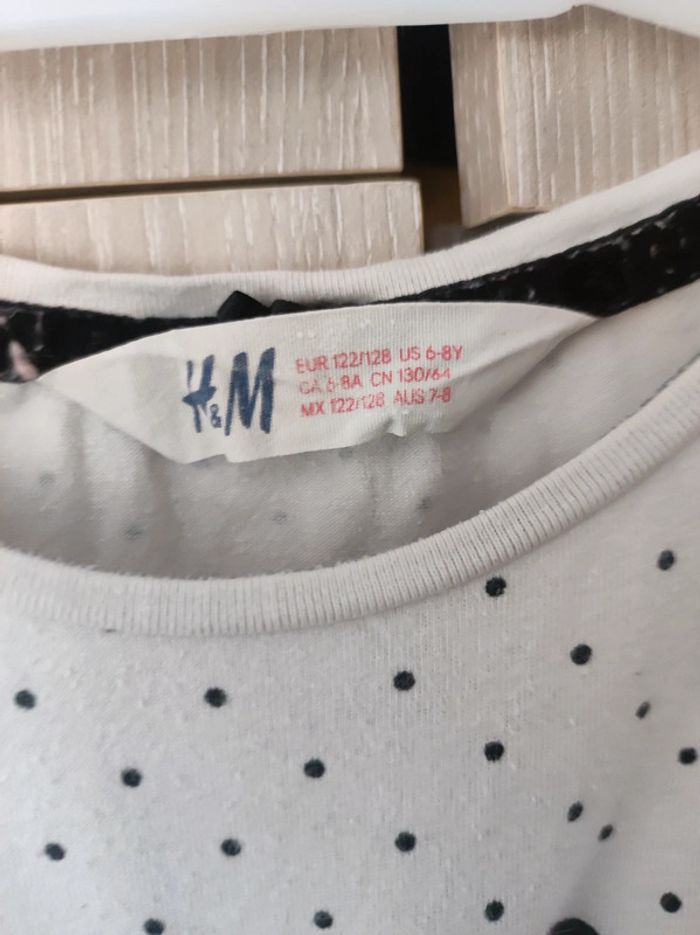 H&M
EUR 122/128 US 6-8Y
CA 6-8A CN 130/64
MX 122/128 AUS 7-8